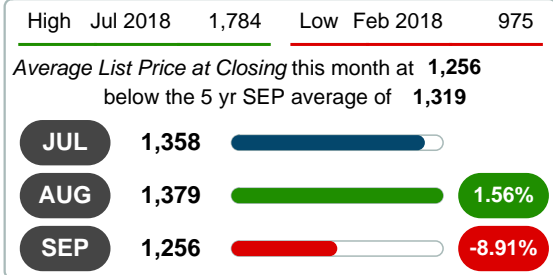 High Jul 2018 1,784 Low Feb 2018 975
Average List Price at Closing this month at 1,256
below the 5 yr SEP average of 1,319
JUL 1,358
AUG 1,379 1.56%
SEP 1,256 -8.91%